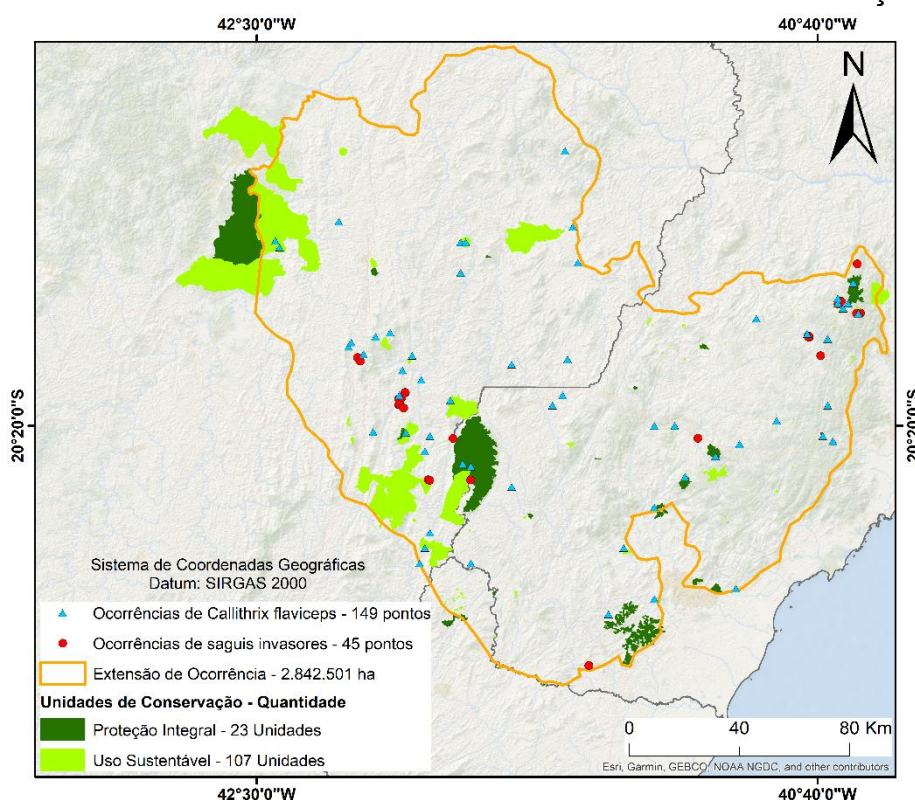 42°30'0"W
40°40'0"W
N
20°20'0"S
20°20'0"S
Sistema de Coordenadas Geográficas
Datum: SIRGAS 2000
Ocorrências de Callithrix flaviceps - 149 pontos
Ocorrências de saguis invasores - 45 pontos
Extensão de Ocorrência - 2.842.501 ha
Unidades de Conservação - Quantidade
Proteção Integral - 23 Unidades
Uso Sustentável - 107 Unidades
0 40 80 Km
Esri, Garmin, GEBCO, NOAA NGDC, and other contributors
42°30'0"W
40°40'0"W